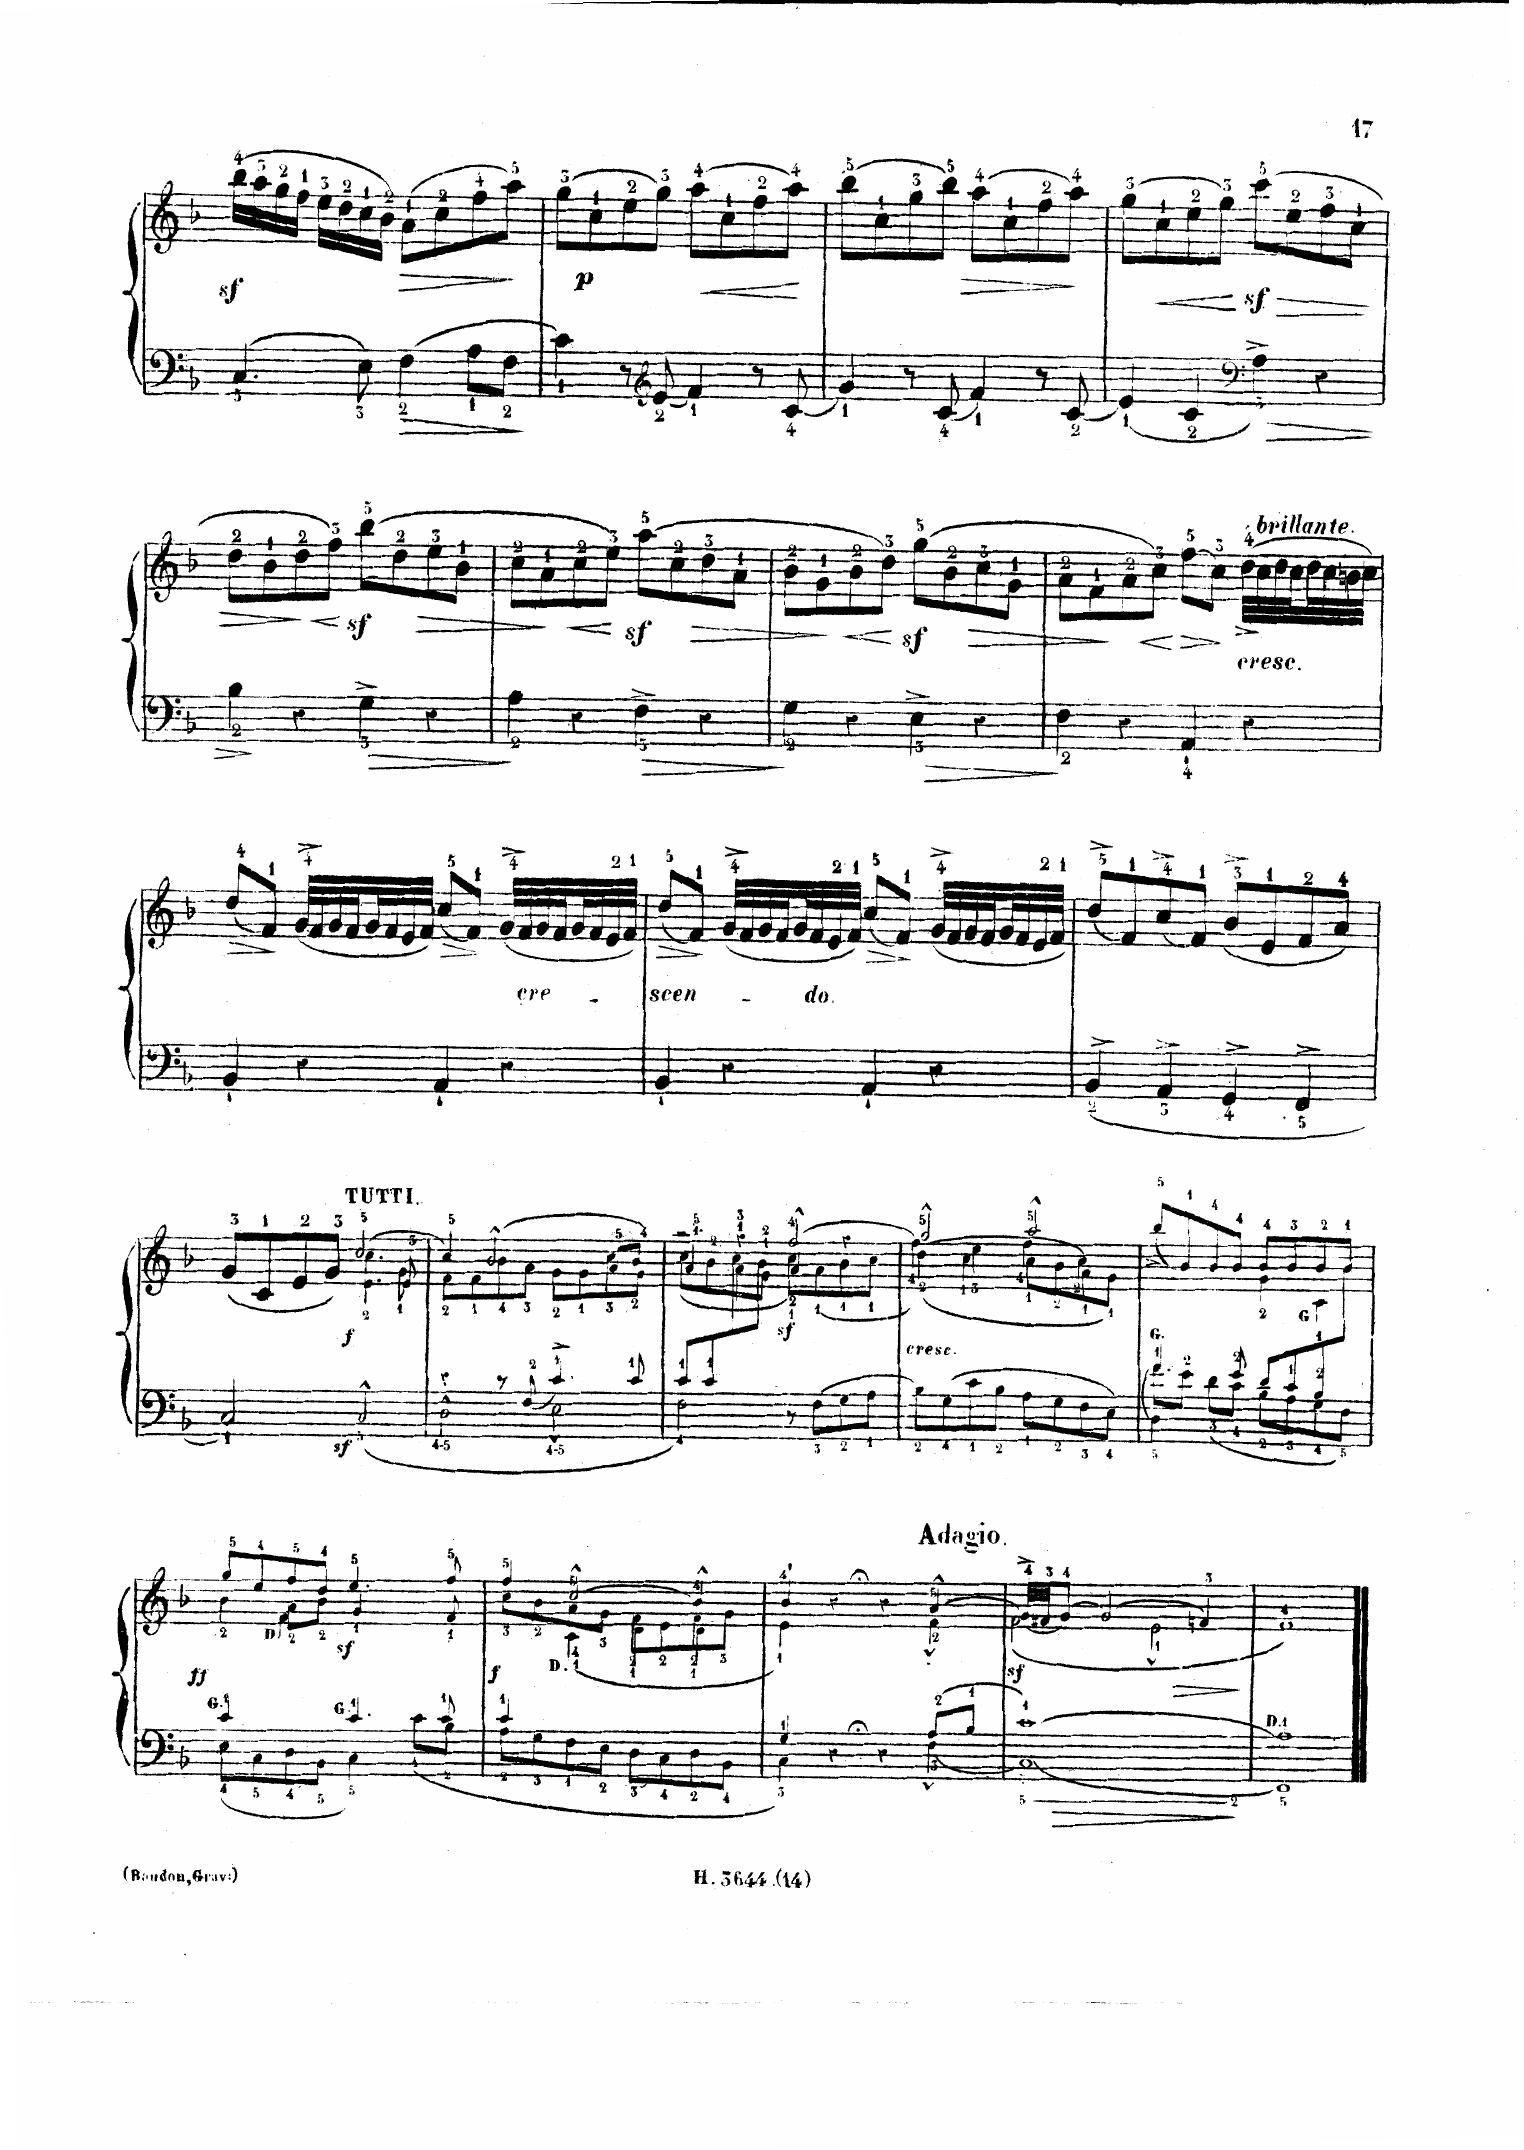 17
sf
p
sf
brillante.
sf
sf
sf
cresc.
cre - scen - do.
TUTTI.
f
sf
sf
cresc.
G.
G
Adagio.
D
sf
ff
f
D.
sf
G.
G.
D.
(Baudon, Grav:)
H. 3644.(14)